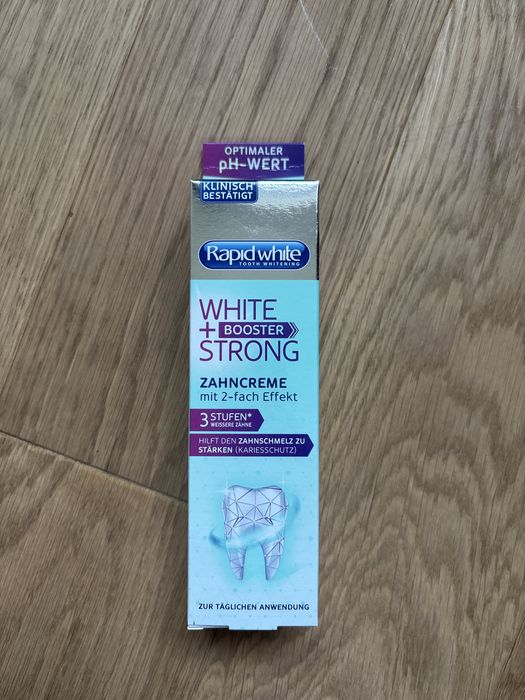 OPTIMALER
pH-WERT
KLINISCH
BESTÄTIGT
Rapid white
TOOTH WHITENING
WHITE
+ BOOSTER
STRONG
ZAHNCREME
mit 2-fach Effekt
3 STUFEN*
WEISSERE ZÄHNE
HILFT DEN ZAHNSCHMELZ ZU
STÄRKEN (KARIESSCHUTZ)
ZUR TÄGLICHEN ANWENDUNG